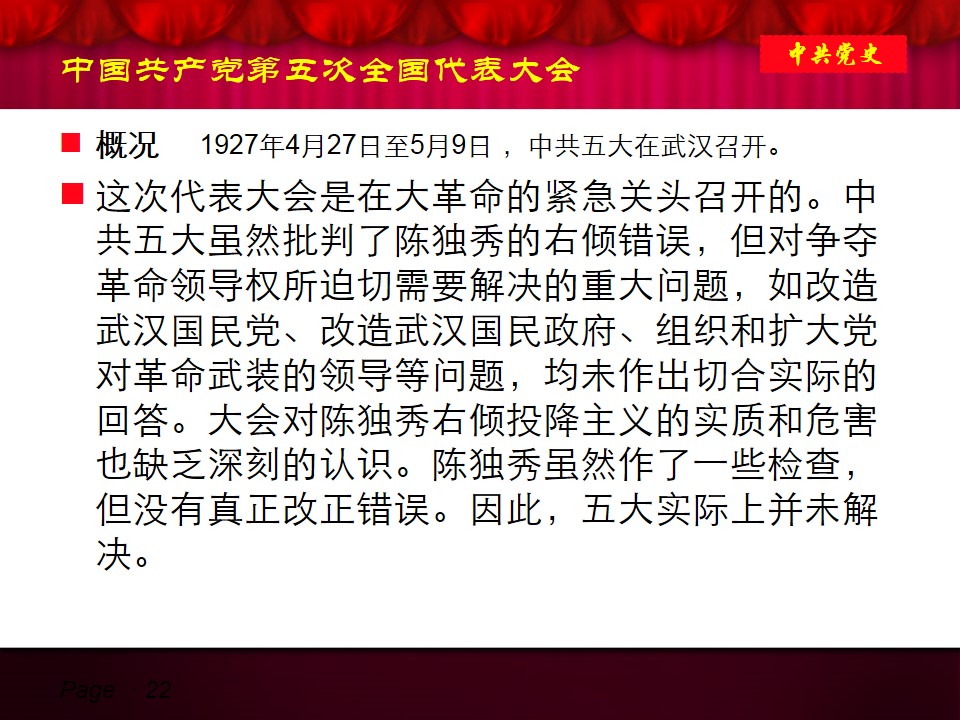 中国共产党第五次全国代表大会
中共党史
概况 1927年4月27日至5月9日，中共五大在武汉召开。
这次代表大会是在大革命的紧急关头召开的。中
共五大虽然批判了陈独秀的右倾错误，但对争夺
革命领导权所迫切需要解决的重大问题，如改造
武汉国民党、改造武汉国民政府、组织和扩大党
对革命武装的领导等问题，均未作出切合实际的
回答。大会对陈独秀右倾投降主义的实质和危害
也缺乏深刻的认识。陈独秀虽然作了一些检查，
但没有真正改正错误。因此，五大实际上并未解
决。
Page 22